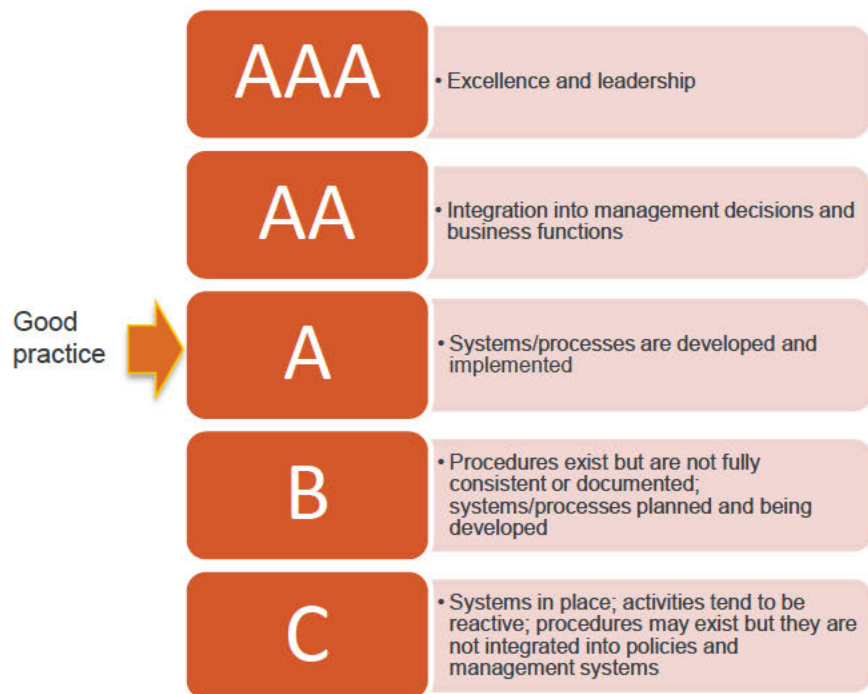 AAA
• Excellence and leadership
AA
• Integration into management decisions and
business functions
Good
practice
A
• Systems/processes are developed and
implemented
B
• Procedures exist but are not fully
consistent or documented;
systems/processes planned and being
developed
C
• Systems in place; activities tend to be
reactive; procedures may exist but they are
not integrated into policies and
management systems